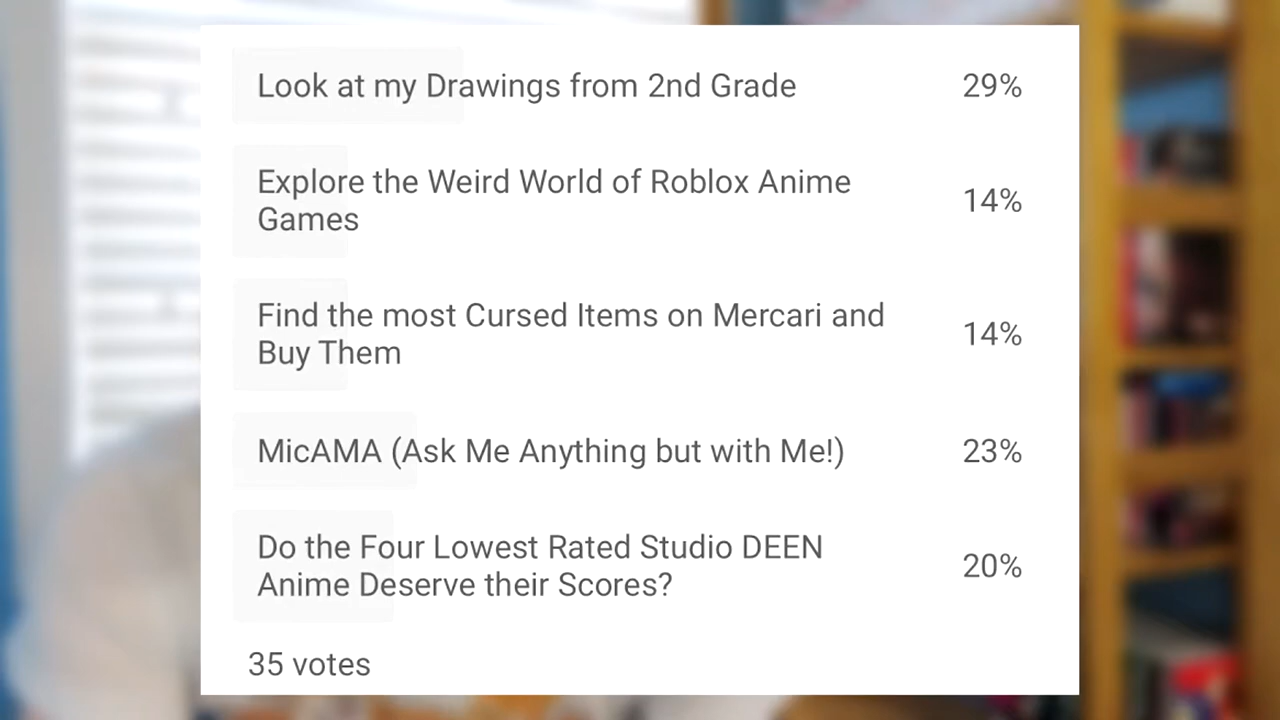 Look at my Drawings from 2nd Grade 29%
Explore the Weird World of Roblox Anime
Games
14%
Find the most Cursed Items on Mercari and
Buy Them
14%
MicAMA (Ask Me Anything but with Me!) 23%
Do the Four Lowest Rated Studio DEEN
Anime Deserve their Scores?
20%
35 votes